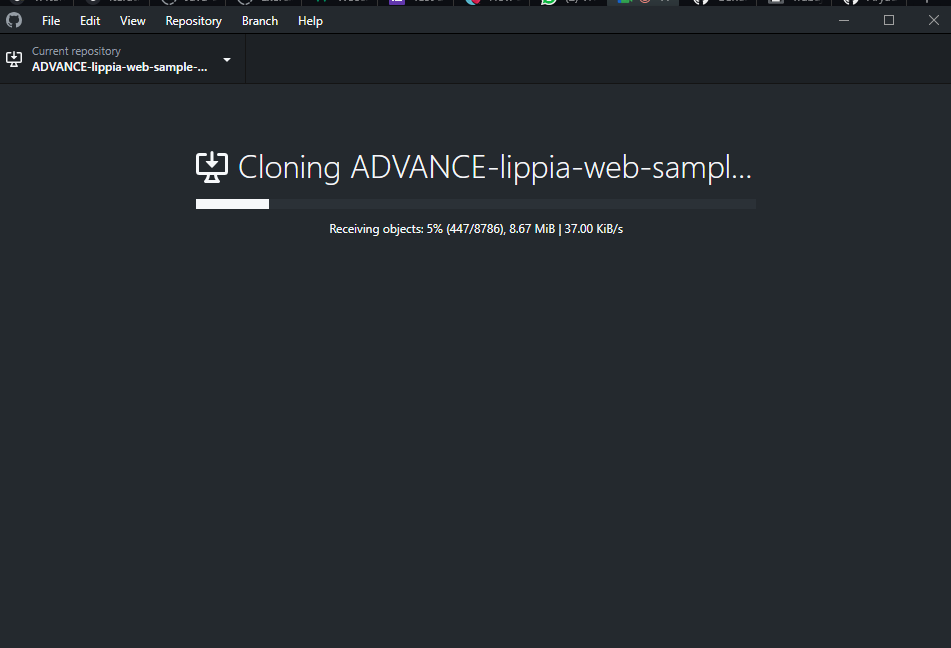 File Edit View Repository Branch Help
Current repository
ADVANCE-lippia-web-sample-...
Cloning ADVANCE-lippia-web-sampl...
Receiving objects: 5% (447/8786), 8.67 MiB | 37.00 KiB/s